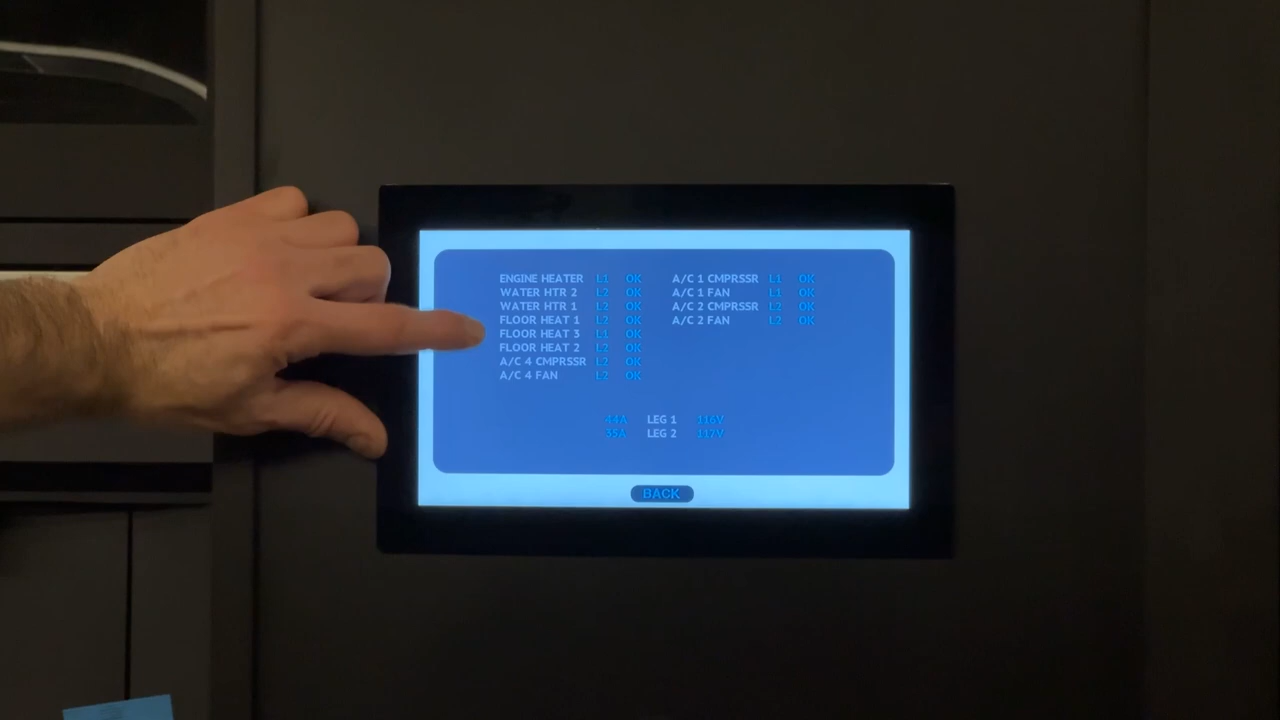 ENGINE HEATER L1 OK
WATER HTR 2 L2 OK
WATER HTR 1 L2 OK
FLOOR HEAT 1 L2 OK
FLOOR HEAT 3 L1 OK
FLOOR HEAT 2 L2 OK
A/C 4 CMPRSSR L2 OK
A/C 4 FAN L2 OK
A/C 1 CMPRSSR L1 OK
A/C 1 FAN L1 OK
A/C 2 CMPRSSR L2 OK
A/C 2 FAN L2 OK
44A LEG 1 116V
35A LEG 2 117V
BACK